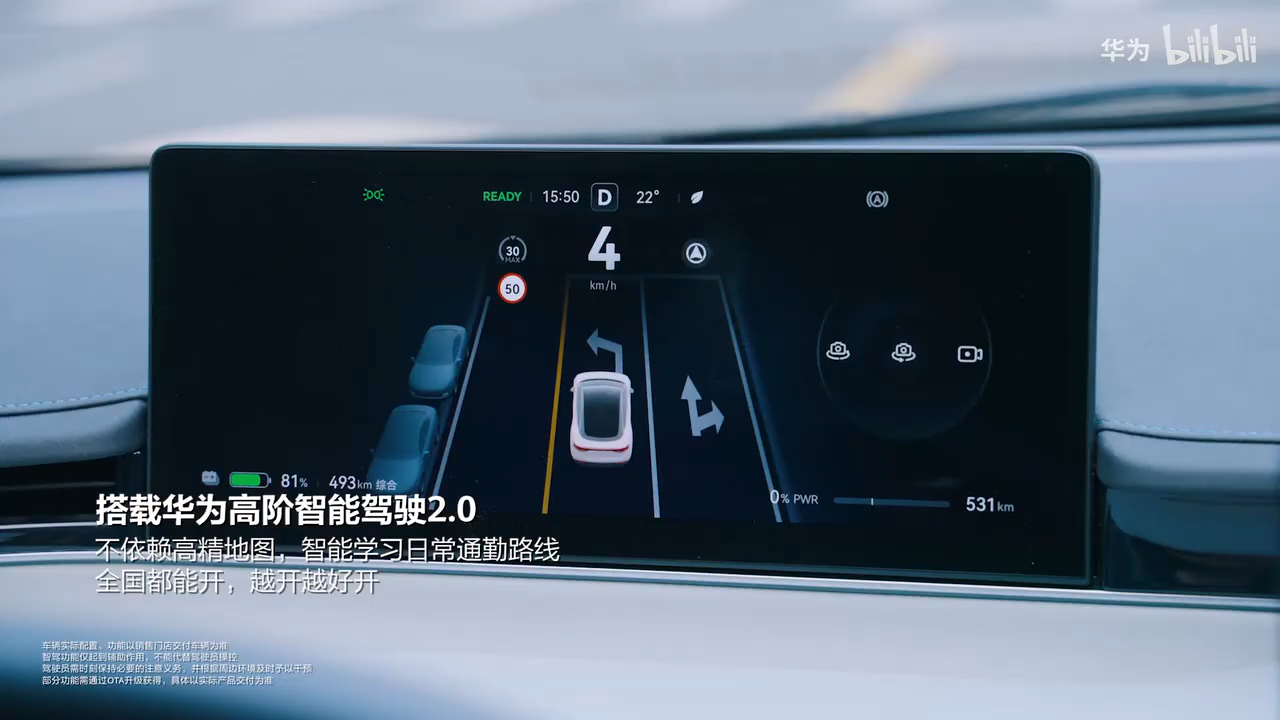 华为 bilibili
READY 15:50 D 22°
30
MAX
4
km/h
50
81% 493km 综合
0% PWR 531km
搭载华为高阶智能驾驶2.0
不依赖高精地图，智能学习日常通勤路线
全国都能开，越开越好开
车辆实际配置、功能以销售门店交付车辆为准
智驾功能仅起到辅助作用，不能代替驾驶员操控
驾驶员需时刻保持必要的注意义务，并根据周边环境及时予以干预
部分功能需通过OTA升级获得，具体以实际产品交付为准